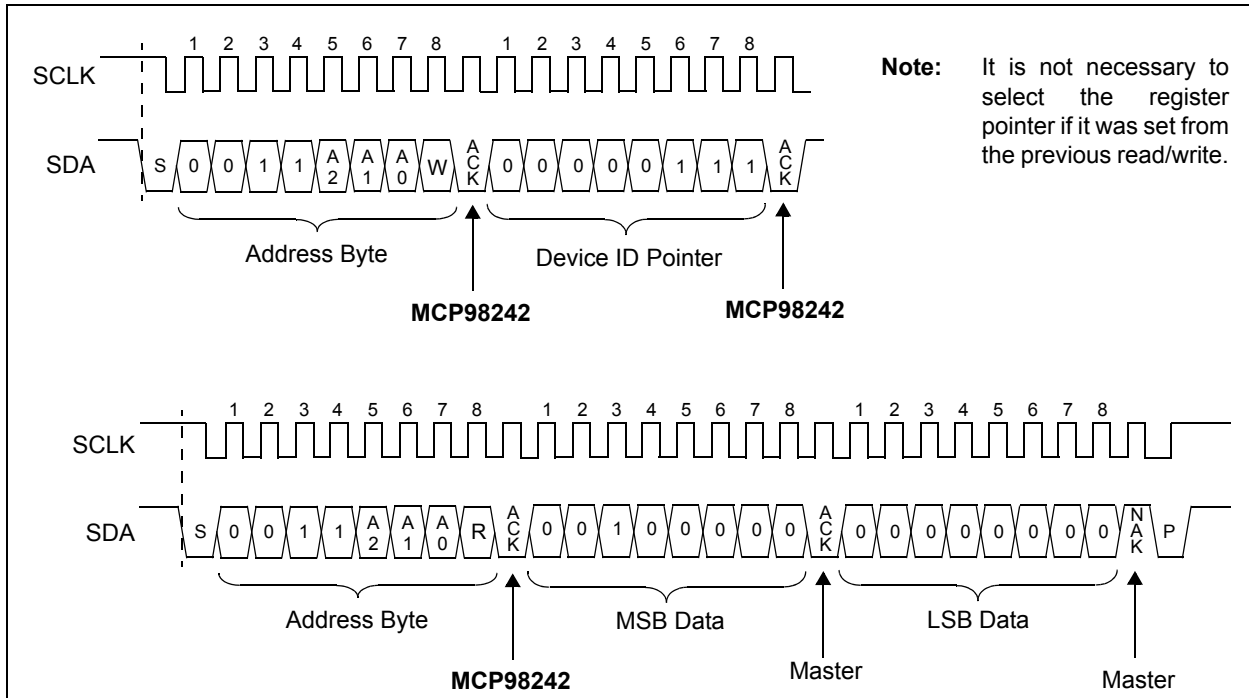 1 2 3 4 5 6 7 8 1 2 3 4 5 6 7 8
SCLK
SDA
S 0 0 1 1 A2 A1 A0 W ACK 0 0 0 0 0 1 1 1 ACK
Address Byte
Device ID Pointer
MCP98242
MCP98242
Note: It is not necessary to
select the register
pointer if it was set from
the previous read/write.
1 2 3 4 5 6 7 8 1 2 3 4 5 6 7 8 1 2 3 4 5 6 7 8
SCLK
SDA
S 0 0 1 1 A2 A1 A0 R ACK 0 0 1 0 0 0 0 0 ACK 0 0 0 0 0 0 0 0 NAK P
Address Byte
MSB Data
LSB Data
MCP98242
Master
Master